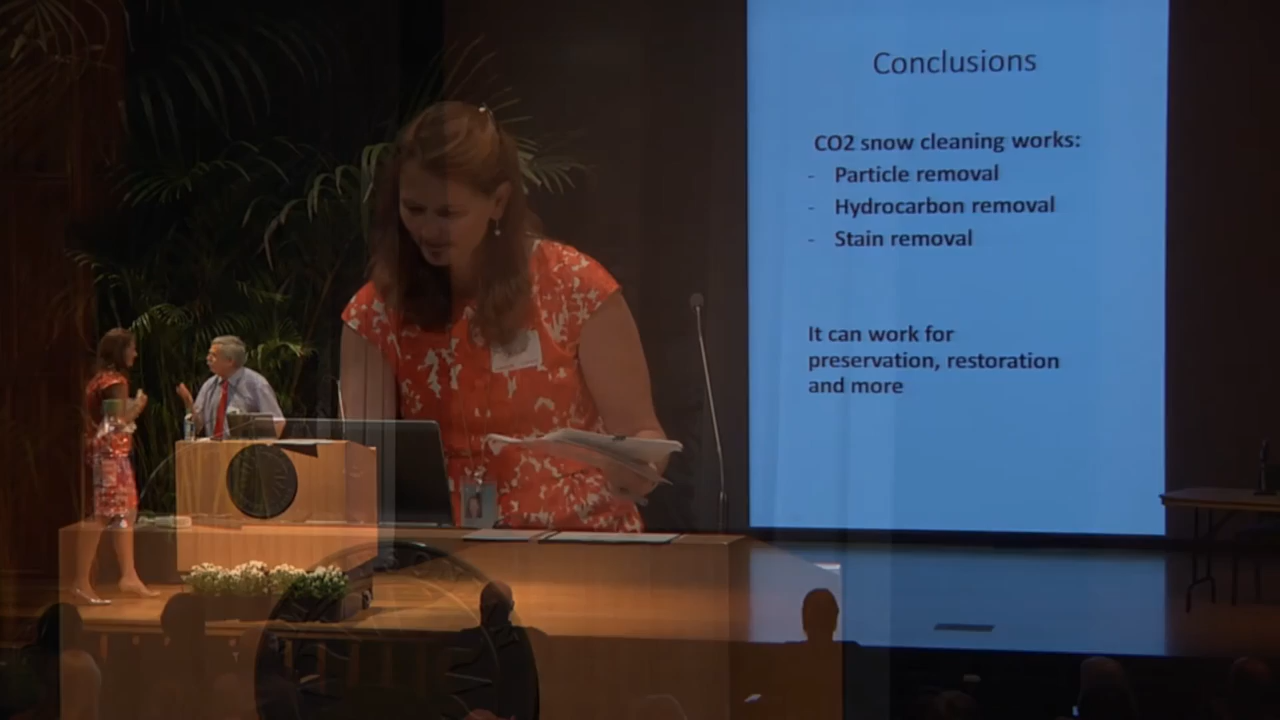 Conclusions
CO2 snow cleaning works:
- Particle removal
- Hydrocarbon removal
- Stain removal
It can work for
preservation, restoration
and more